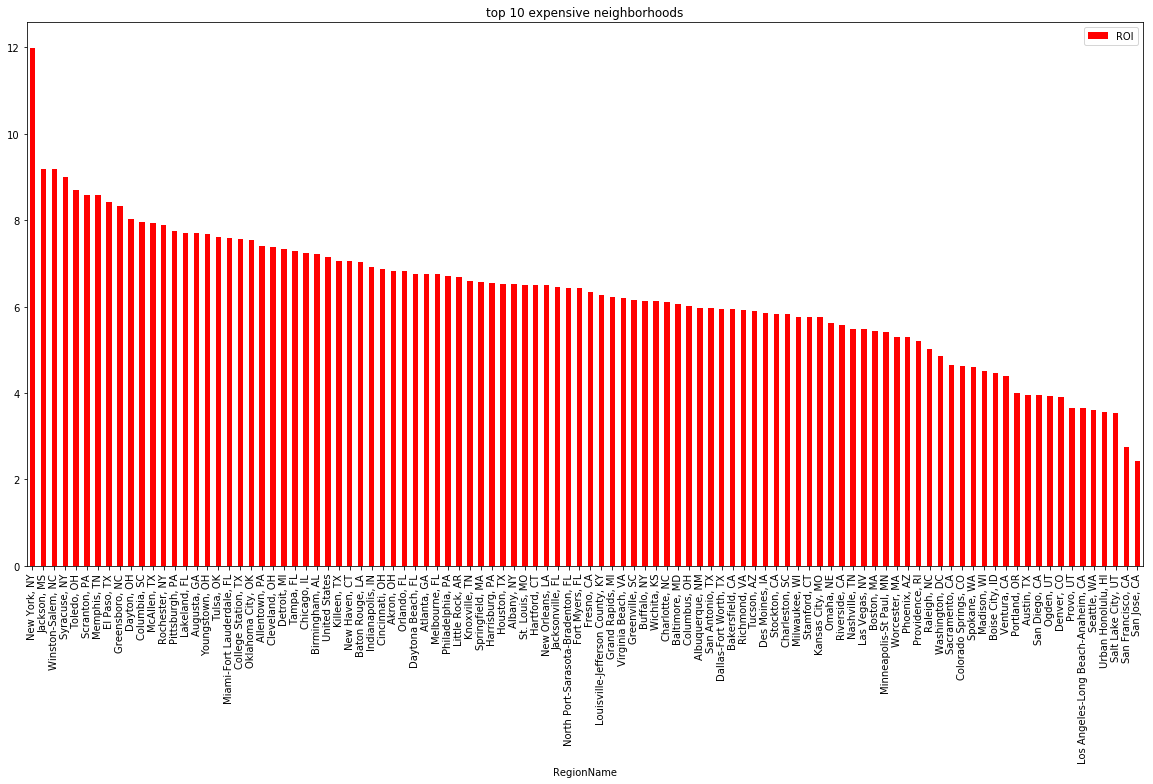 top 10 expensive neighborhoods
ROI
12
10
8
6
4
2
0
New York, NY
Jackson, MS
Winston-Salem, NC
Syracuse, NY
Toledo, OH
Scranton, PA
Memphis, TN
El Paso, TX
Greensboro, NC
Dayton, OH
Columbia, SC
McAllen, TX
Rochester, NY
Pittsburgh, PA
Lakeland, FL
Augusta, GA
Youngstown, OH
Tulsa, OK
Miami-Fort Lauderdale, FL
College Station, TX
Oklahoma City, OK
Allentown, PA
Cleveland, OH
Detroit, MI
Tampa, FL
Chicago, IL
Birmingham, AL
United States
Killeen, TX
New Haven, CT
Baton Rouge, LA
Indianapolis, IN
Cincinnati, OH
Akron, OH
Orlando, FL
Daytona Beach, FL
Atlanta, GA
Melbourne, FL
Philadelphia, PA
Little Rock, AR
Knoxville, TN
Springfield, MA
Harrisburg, PA
Houston, TX
Albany, NY
St. Louis, MO
Hartford, CT
New Orleans, LA
Jacksonville, FL
North Port-Sarasota-Bradenton, FL
Fort Myers, FL
Fresno, CA
Louisville-Jefferson County, KY
Grand Rapids, MI
Virginia Beach, VA
Greenville, SC
Buffalo, NY
Wichita, KS
Charlotte, NC
Baltimore, MD
Columbus, OH
Albuquerque, NM
San Antonio, TX
Dallas-Fort Worth, TX
Bakersfield, CA
Richmond, VA
Tucson, AZ
Des Moines, IA
Stockton, CA
Charleston, SC
Milwaukee, WI
Stamford, CT
Kansas City, MO
Omaha, NE
Riverside, CA
Nashville, TN
Las Vegas, NV
Boston, MA
Minneapolis-St Paul, MN
Worcester, MA
Phoenix, AZ
Providence, RI
Raleigh, NC
Washington, DC
Sacramento, CA
Colorado Springs, CO
Spokane, WA
Madison, WI
Boise City, ID
Ventura, CA
Portland, OR
Austin, TX
San Diego, CA
Ogden, UT
Denver, CO
Provo, UT
Los Angeles-Long Beach-Anaheim, CA
Seattle, WA
Urban Honolulu, HI
Salt Lake City, UT
San Francisco, CA
San Jose, CA
RegionName